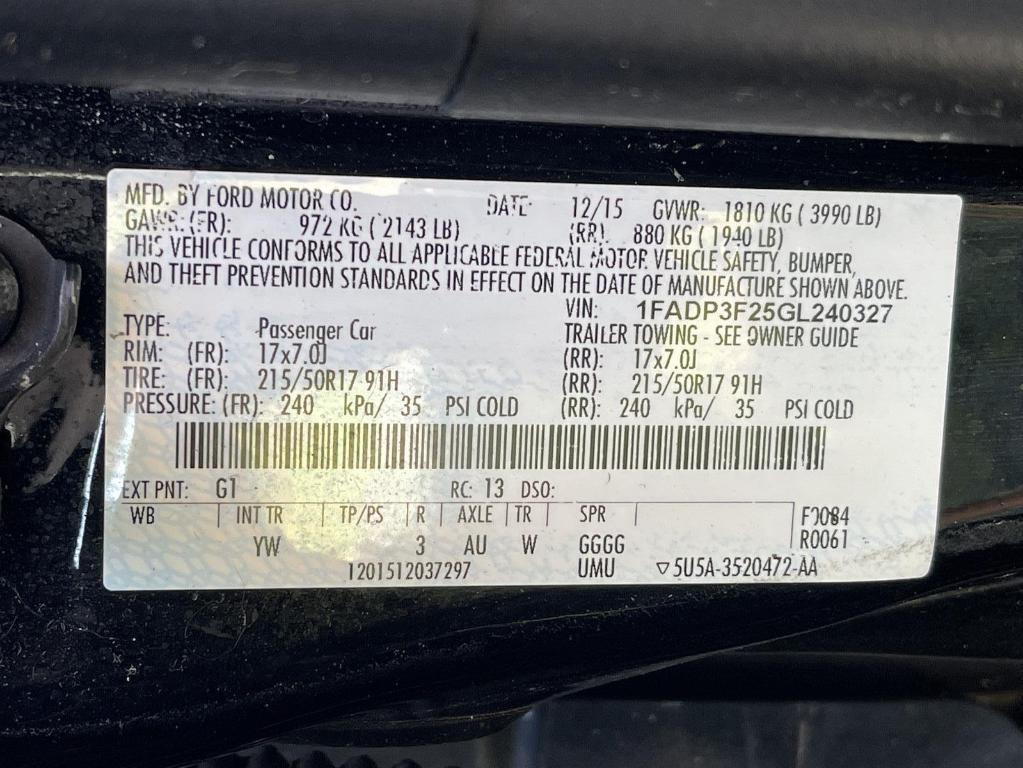 MFD. BY FORD MOTOR CO. DATE: 12/15 GVWR: 1810 KG ( 3990 LB)
GAWR: (FR): 972 KG ( 2143 LB) (RR): 880 KG ( 1940 LB)
THIS VEHICLE CONFORMS TO ALL APPLICABLE FEDERAL MOTOR VEHICLE SAFETY, BUMPER,
AND THEFT PREVENTION STANDARDS IN EFFECT ON THE DATE OF MANUFACTURE SHOWN ABOVE.
VIN: 1FADP3F25GL240327
TYPE: Passenger Car TRAILER TOWING - SEE OWNER GUIDE
RIM: (FR): 17x7.0J (RR): 17x7.0J
TIRE: (FR): 215/50R17 91H (RR): 215/50R17 91H
PRESSURE: (FR): 240 kPa/ 35 PSI COLD (RR): 240 kPa/ 35 PSI COLD
EXT PNT: G1 RC: 13 DSO:
WB INT TR TP/PS R AXLE TR SPR F0084
R0061
YW 3 AU W GGGG
1201512037297 UMU ▽5U5A-3520472-AA